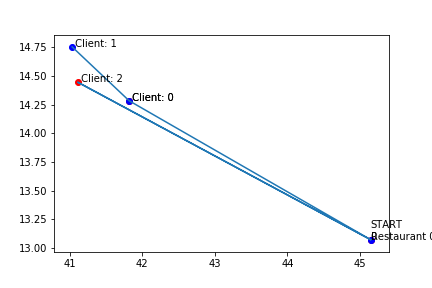 14.75
14.50
14.25
14.00
13.75
13.50
13.25
13.00
Client: 1
Client: 2
Client: 0
START
Restaurant 0
41
42
43
44
45